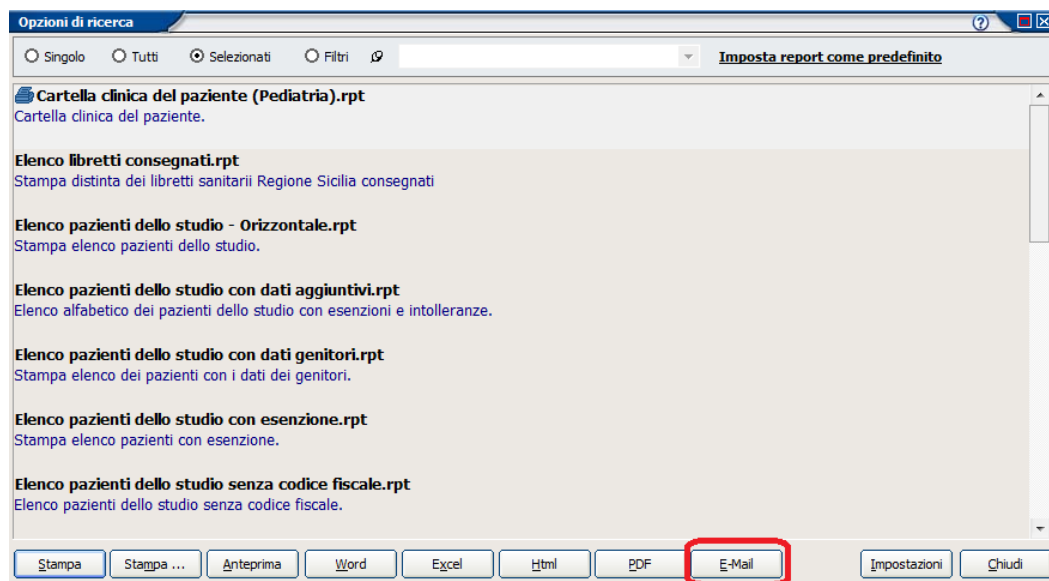 Opzioni di ricerca
Singolo Tutti Selezionati Filtri Imposta report come predefinito
Cartella clinica del paziente (Pediatria).rpt
Cartella clinica del paziente.
Elenco libretti consegnati.rpt
Stampa distinta dei libretti sanitarii Regione Sicilia consegnati
Elenco pazienti dello studio - Orizzontale.rpt
Stampa elenco pazienti dello studio.
Elenco pazienti dello studio con dati aggiuntivi.rpt
Elenco alfabetico dei pazienti dello studio con esenzioni e intolleranze.
Elenco pazienti dello studio con dati genitori.rpt
Stampa elenco dei pazienti con i dati dei genitori.
Elenco pazienti dello studio con esenzione.rpt
Stampa elenco pazienti con esenzione.
Elenco pazienti dello studio senza codice fiscale.rpt
Elenco pazienti dello studio senza codice fiscale.
Stampa Stampa ... Anteprima Word Excel Html PDF E-Mail Impostazioni Chiudi